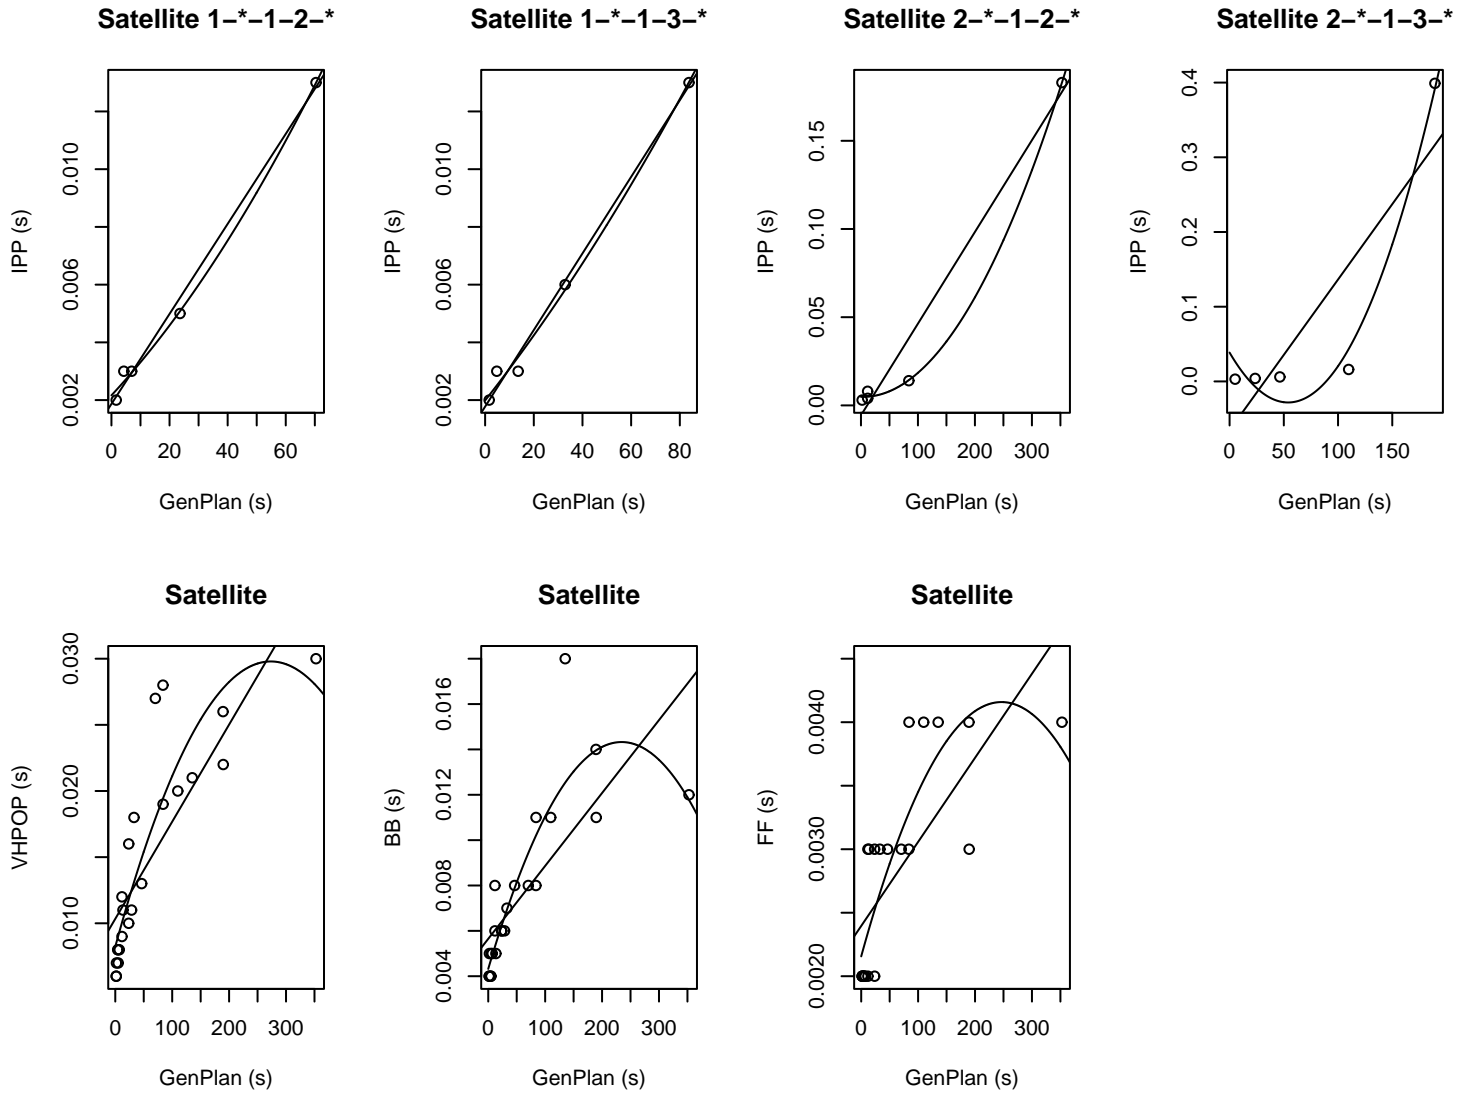 Satellite 1−*−1−2−*
IPP (s)
0.002 0.006 0.010
0 20 40 60
GenPlan (s)
Satellite 1−*−1−3−*
IPP (s)
0.002 0.006 0.010
0 20 40 60 80
GenPlan (s)
Satellite 2−*−1−2−*
IPP (s)
0.00 0.05 0.10 0.15
0 100 200 300
GenPlan (s)
Satellite 2−*−1−3−*
IPP (s)
0.0 0.1 0.2 0.3 0.4
0 50 100 150
GenPlan (s)
Satellite
VHPOP (s)
0.010 0.020 0.030
0 100 200 300
GenPlan (s)
Satellite
BB (s)
0.004 0.008 0.012 0.016
0 100 200 300
GenPlan (s)
Satellite
FF (s)
0.0020 0.0030 0.0040
0 100 200 300
GenPlan (s)